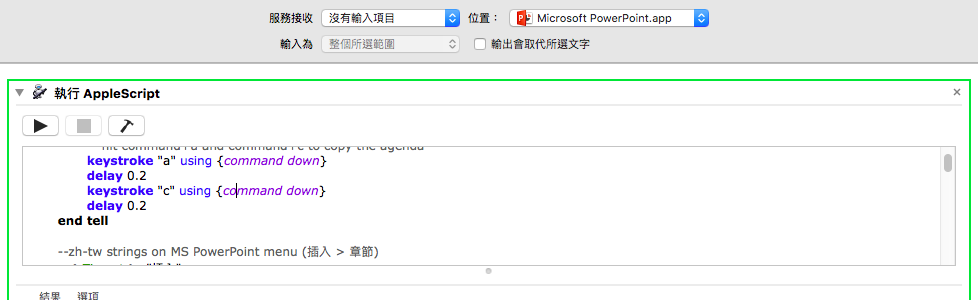 服務接收 沒有輸入項目 位置： Microsoft PowerPoint.app
輸入為 整個所選範圍 輸出會取代所選文字
執行 AppleScript
keystroke "a" using {command down}
delay 0.2
keystroke "c" using {command down}
delay 0.2
end tell
--zh-tw strings on MS PowerPoint menu (插入 > 章節)
結果 選項